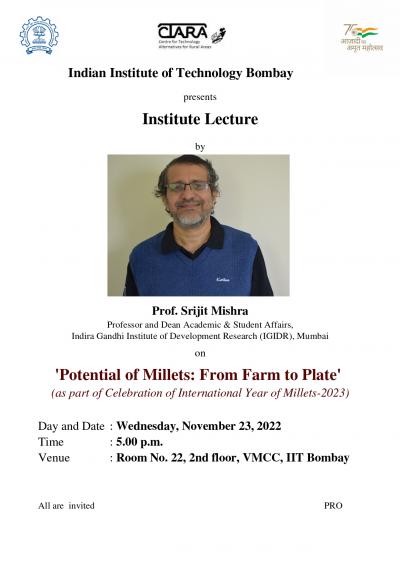 CTARA
Centre for Technology
Alternatives for Rural Areas
आज़ादी का
अमृत महोत्सव
Indian Institute of Technology Bombay
presents
Institute Lecture
by
Prof. Srijit Mishra
Professor and Dean Academic & Student Affairs,
Indira Gandhi Institute of Development Research (IGIDR), Mumbai
on
'Potential of Millets: From Farm to Plate'
(as part of Celebration of International Year of Millets-2023)
Day and Date : Wednesday, November 23, 2022
Time : 5.00 p.m.
Venue : Room No. 22, 2nd floor, VMCC, IIT Bombay
All are invited PRO